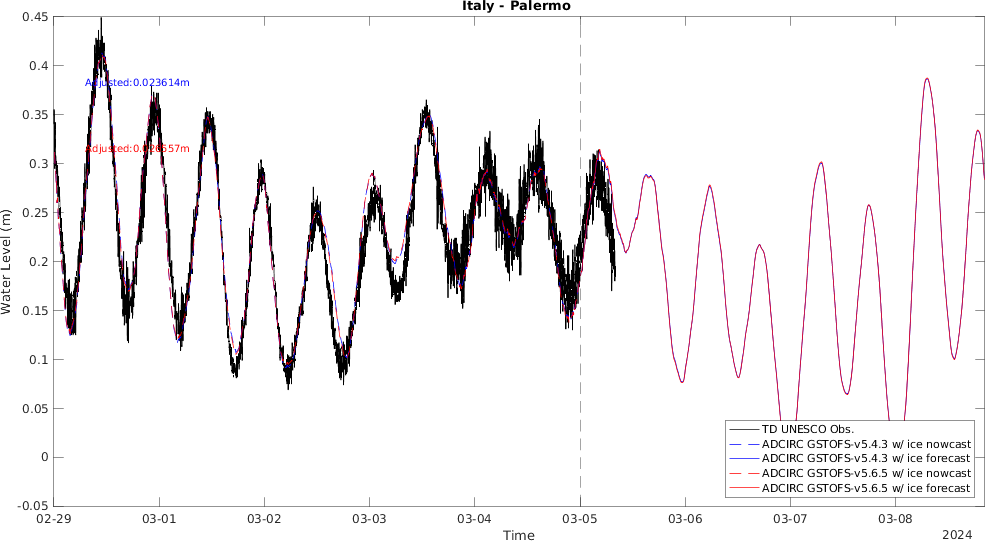 Italy - Palermo
0.45
0.4
0.35
0.3
0.25
0.2
0.15
0.1
0.05
0
-0.05
Water Level (m)
Adjusted:0.023614m
TD UNESCO Obs.
ADCIRC GSTOFS-v5.4.3 w/ ice nowcast
ADCIRC GSTOFS-v5.4.3 w/ ice forecast
ADCIRC GSTOFS-v5.6.5 w/ ice nowcast
ADCIRC GSTOFS-v5.6.5 w/ ice forecast
02-29 03-01 03-02 03-03 03-04 03-05 03-06 03-07 03-08
Time
2024